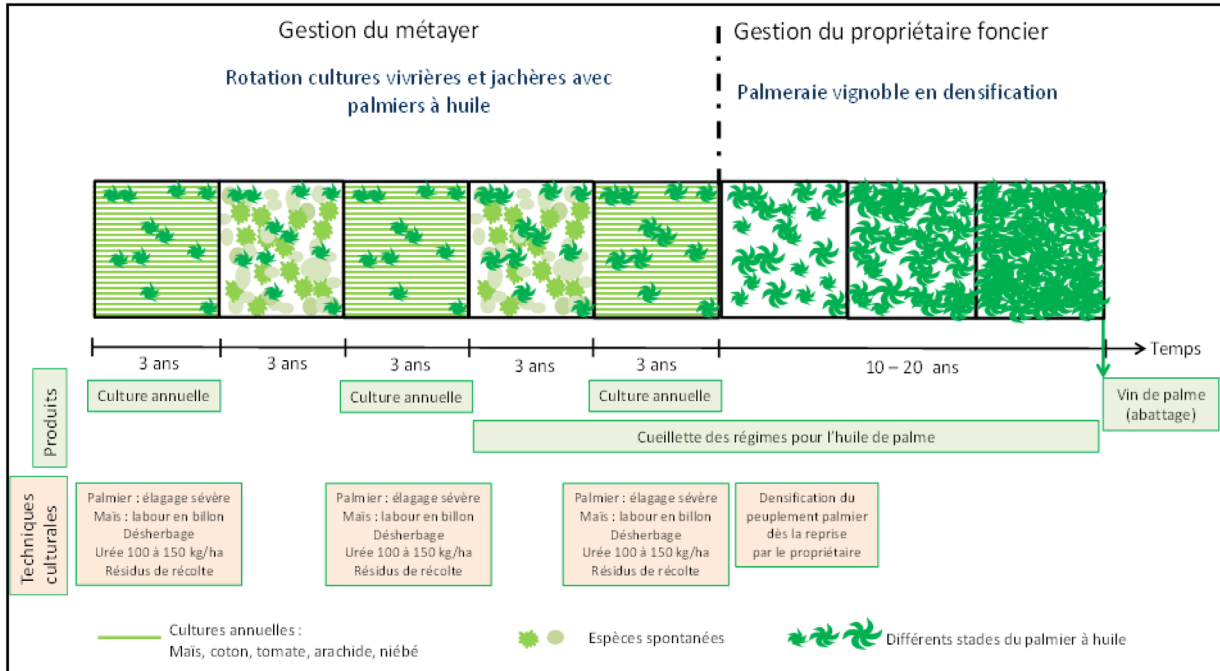 Gestion du métayer
Gestion du propriétaire foncier
Rotation cultures vivrières et jachères avec
palmiers à huile
Palmeraie vignoble en densification
3 ans
3 ans
3 ans
3 ans
3 ans
10 – 20 ans
Temps
Produits
Culture annuelle
Culture annuelle
Culture annuelle
Vin de palme
(abattage)
Cueillette des régimes pour l'huile de palme
Techniques
culturales
Palmier : élagage sévère
Maïs : labour en billon
Désherbage
Urée 100 à 150 kg/ha
Résidus de récolte
Palmier : élagage sévère
Maïs : labour en billon
Désherbage
Urée 100 à 150 kg/ha
Résidus de récolte
Palmier : élagage sévère
Maïs : labour en billon
Désherbage
Urée 100 à 150 kg/ha
Résidus de récolte
Densification du
peuplement palmier
dès la reprise
par le propriétaire
Cultures annuelles :
Maïs, coton, tomate, arachide, niébé
Espèces spontanées
Différents stades du palmier à huile